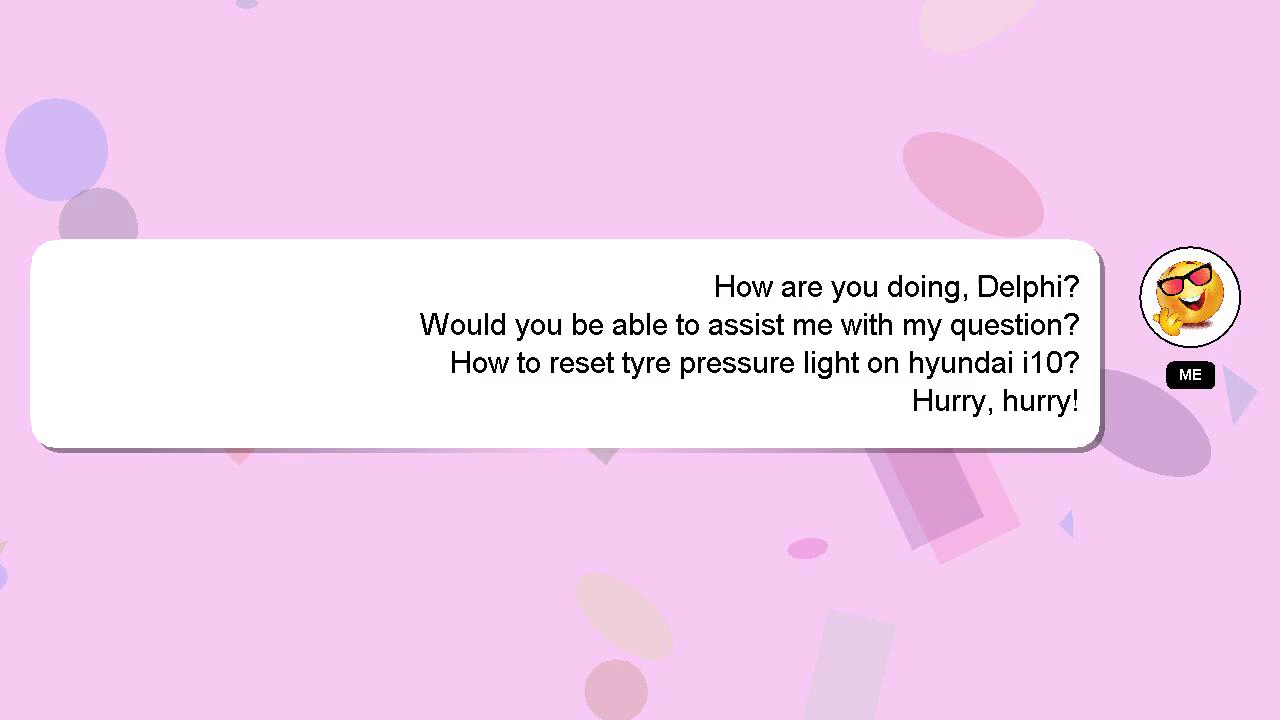 How are you doing, Delphi?
Would you be able to assist me with my question?
How to reset tyre pressure light on hyundai i10?
Hurry, hurry!
ME